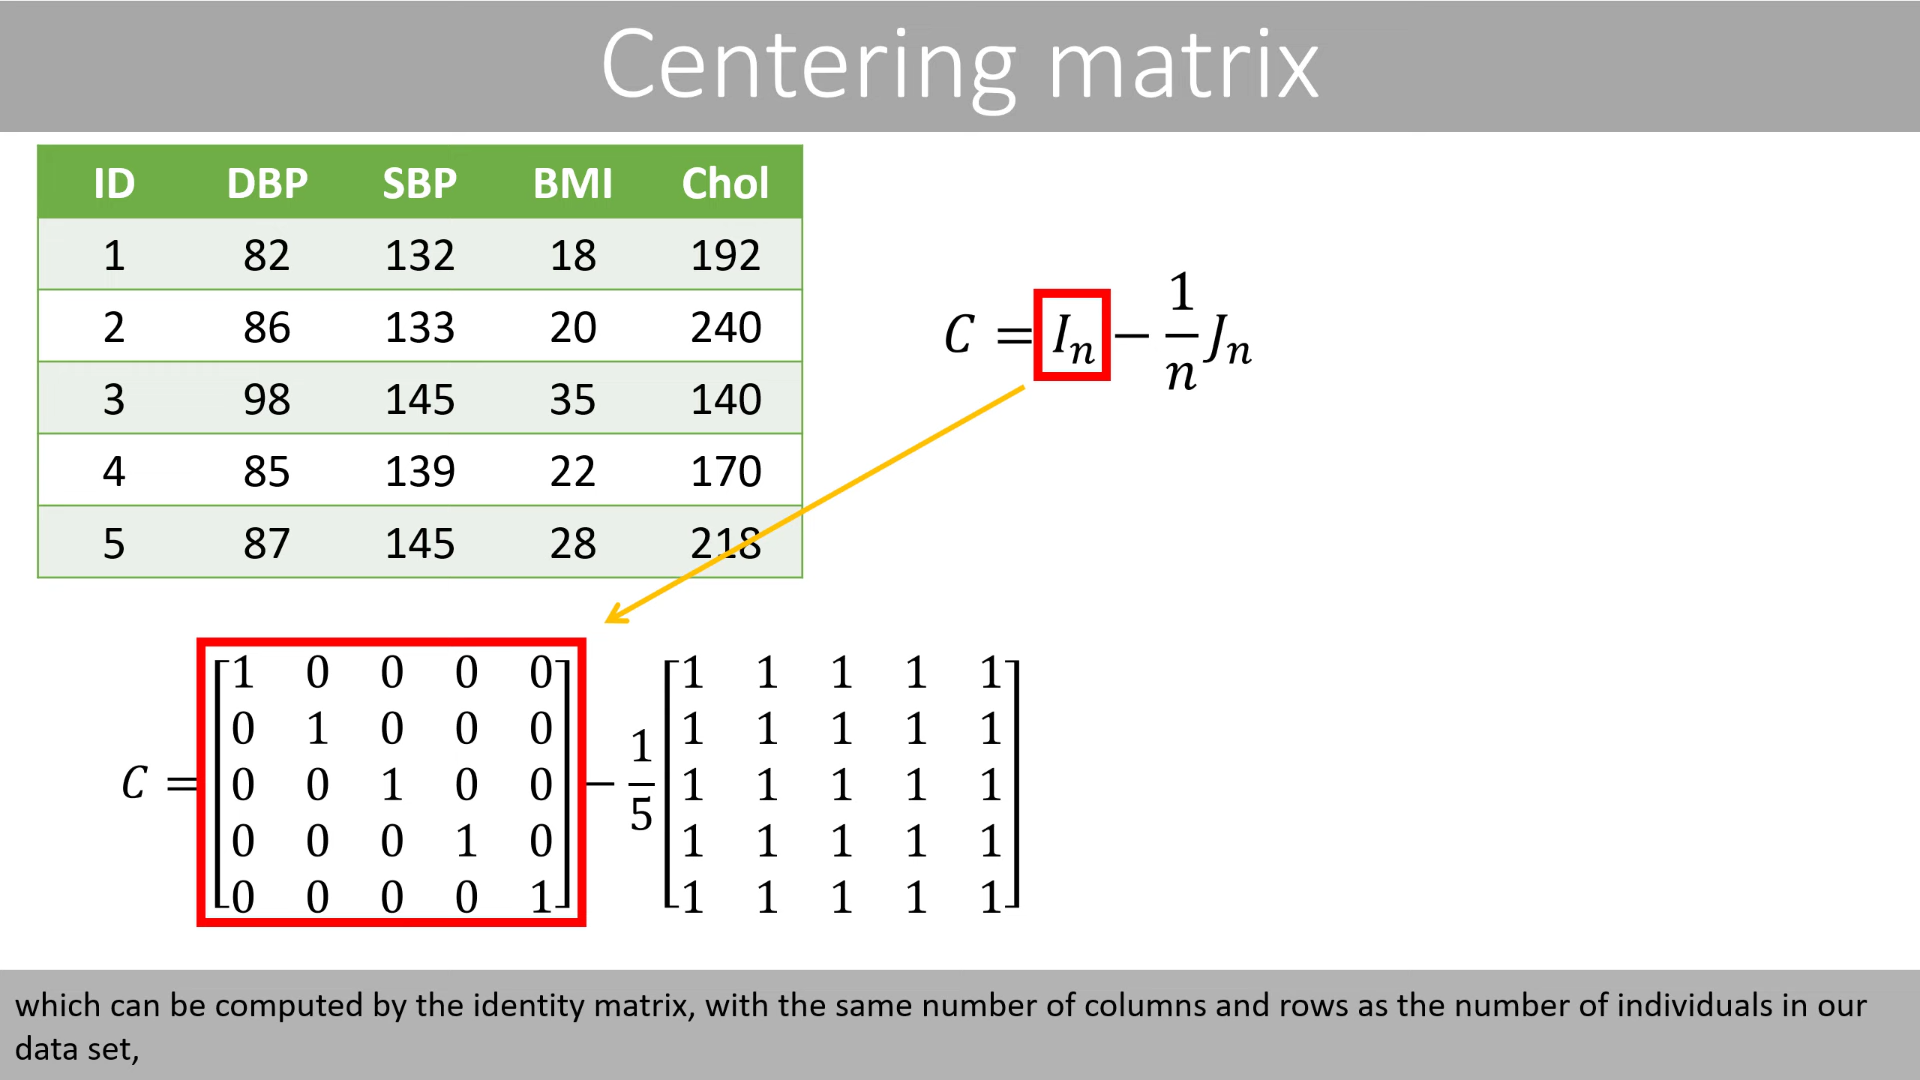 Centering matrix
ID DBP SBP BMI Chol
1 82 132 18 192
2 86 133 20 240
3 98 145 35 140
4 85 139 22 170
5 87 145 28 218
C = Iₙ − 1/n Jₙ
C = [1 0 0 0 0
0 1 0 0 0
0 0 1 0 0
0 0 0 1 0
0 0 0 0 1] − 1/5 [1 1 1 1 1
1 1 1 1 1
1 1 1 1 1
1 1 1 1 1
1 1 1 1 1]
which can be computed by the identity matrix, with the same number of columns and rows as the number of individuals in our
data set,